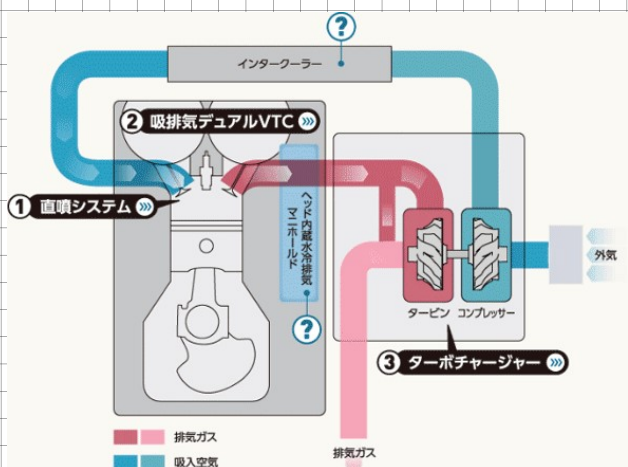 ?
インタークーラー
② 吸排気デュアルVTC
① 直噴システム
ヘッド内蔵水冷排気
マニホールド
?
外気
タービン コンプレッサー
③ ターボチャージャー
排気ガス
排気ガス
吸入空気